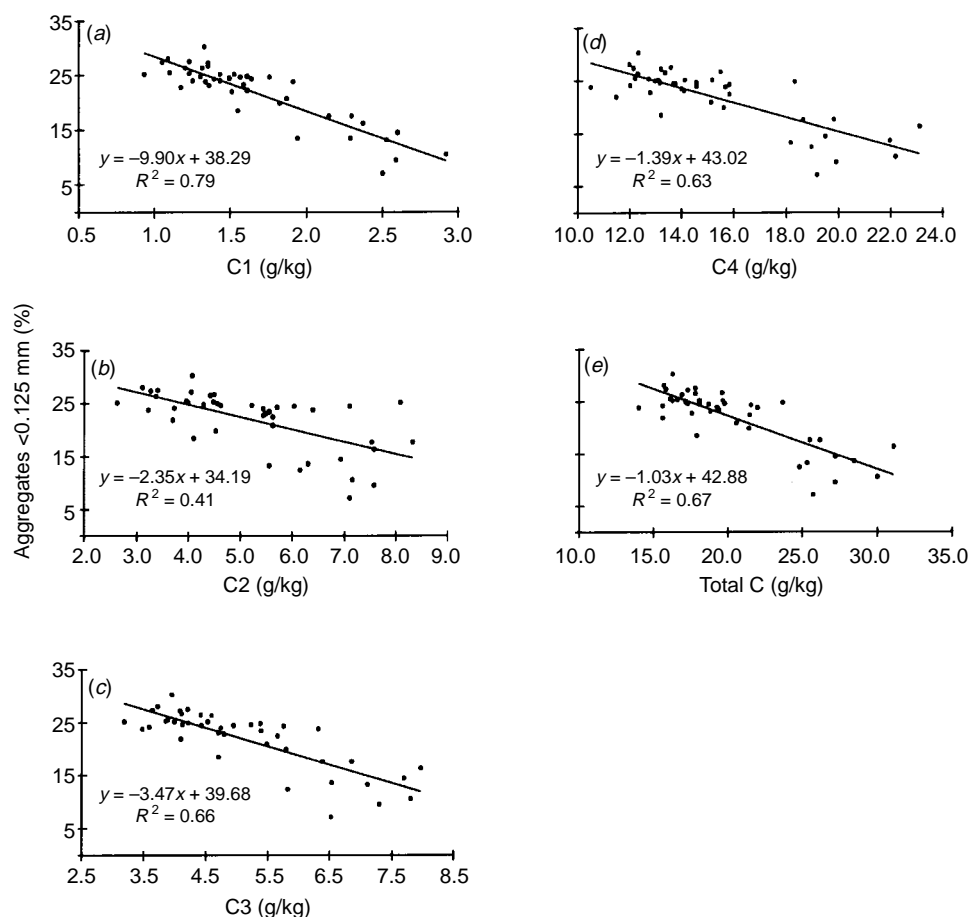 Aggregates <0.125 mm (%)
(a)
35
25
15
5
y = –9.90x + 38.29
R² = 0.79
0.5 1.0 1.5 2.0 2.5 3.0
C1 (g/kg)
(d)
y = –1.39x + 43.02
R² = 0.63
10.0 12.0 14.0 16.0 18.0 20.0 22.0 24.0
C4 (g/kg)
(b)
35
25
15
5
y = –2.35x + 34.19
R² = 0.41
2.0 3.0 4.0 5.0 6.0 7.0 8.0 9.0
C2 (g/kg)
(e)
y = –1.03x + 42.88
R² = 0.67
10.0 15.0 20.0 25.0 30.0 35.0
Total C (g/kg)
(c)
35
25
15
5
y = –3.47x + 39.68
R² = 0.66
2.5 3.5 4.5 5.5 6.5 7.5 8.5
C3 (g/kg)